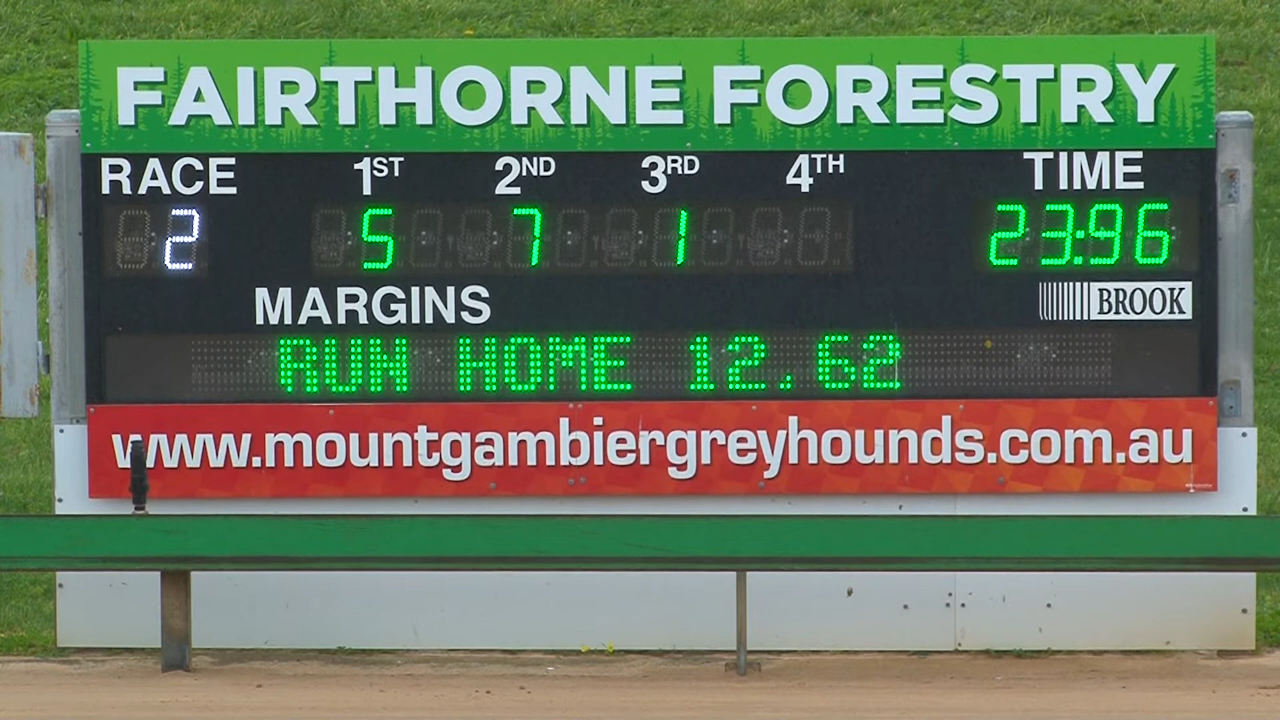 FAIRTHORNE FORESTRY
RACE 1ST 2ND 3RD 4TH TIME
2 5 7 1 23:96
MARGINS BROOK
RUN HOME 12.62
www.mountgambiergreyhounds.com.au